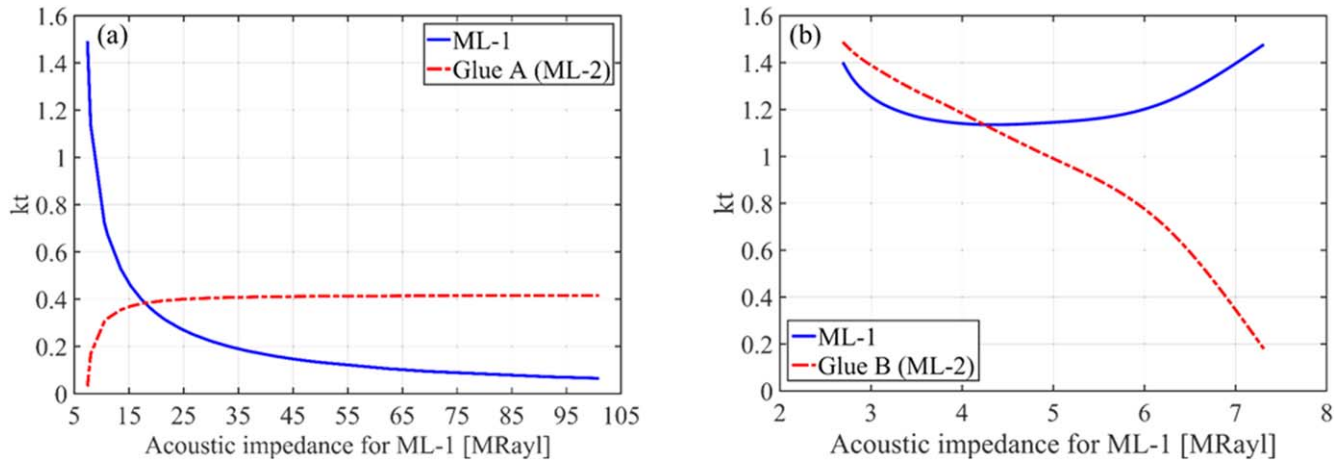 (a)
ML-1
Glue A (ML-2)
kt
1.6
1.4
1.2
1
0.8
0.6
0.4
0.2
0
5 15 25 35 45 55 65 75 85 95 105
Acoustic impedance for ML-1 [MRayl]
(b)
kt
1.6
1.4
1.2
1
0.8
0.6
0.4
0.2
0
ML-1
Glue B (ML-2)
2 3 4 5 6 7 8
Acoustic impedance for ML-1 [MRayl]